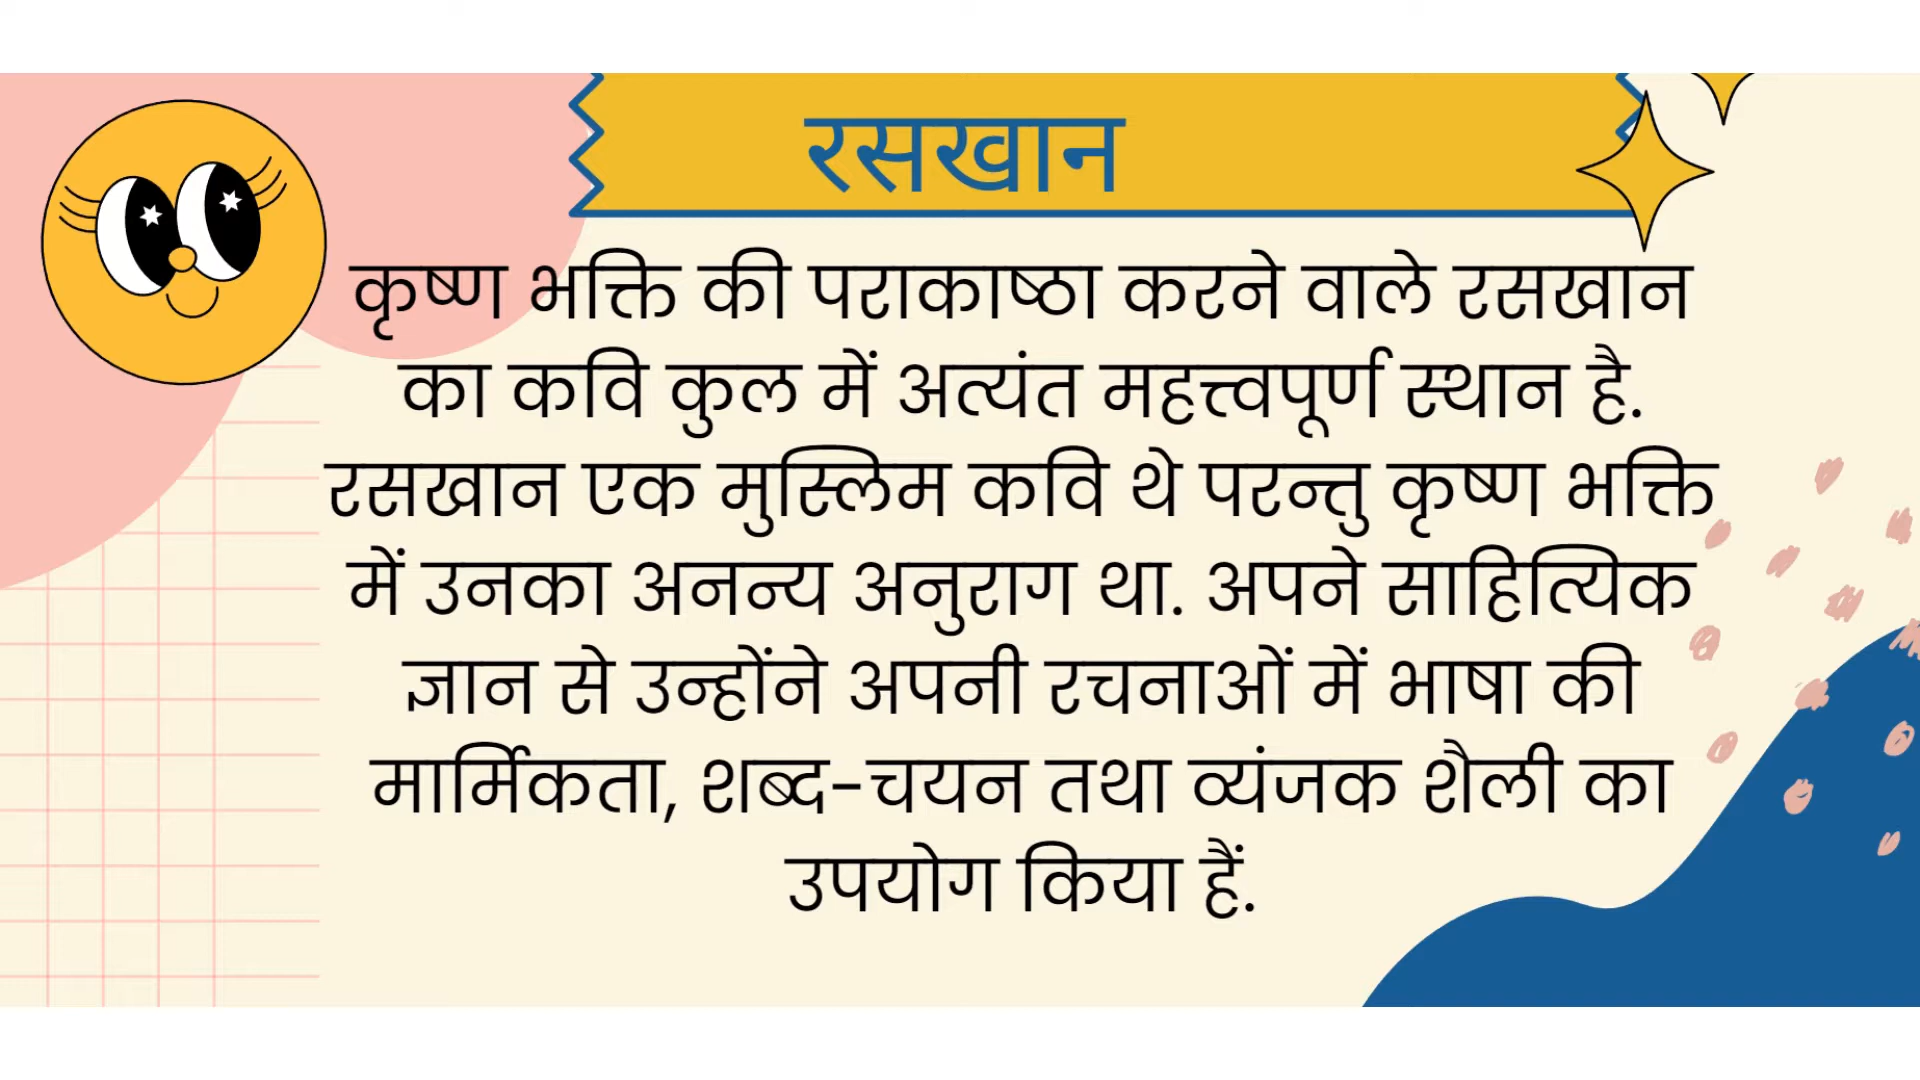 रसखान
कृष्ण भक्ति की पराकाष्ठा करने वाले रसखान
का कवि कुल में अत्यंत महत्त्वपूर्ण स्थान है.
रसखान एक मुस्लिम कवि थे परन्तु कृष्ण भक्ति
में उनका अनन्य अनुराग था. अपने साहित्यिक
ज्ञान से उन्होंने अपनी रचनाओं में भाषा की
मार्मिकता, शब्द-चयन तथा व्यंजक शैली का
उपयोग किया हैं.